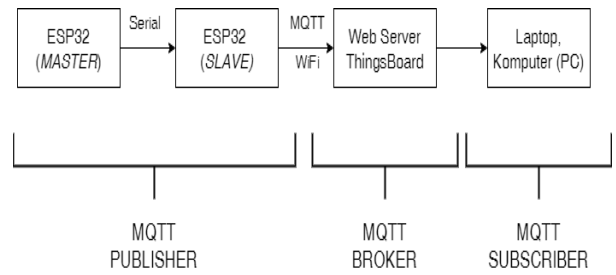 ESP32
(MASTER)
Serial
ESP32
(SLAVE)
MQTT
WiFi
Web Server
ThingsBoard
Laptop,
Komputer (PC)
MQTT
PUBLISHER
MQTT
BROKER
MQTT
SUBSCRIBER